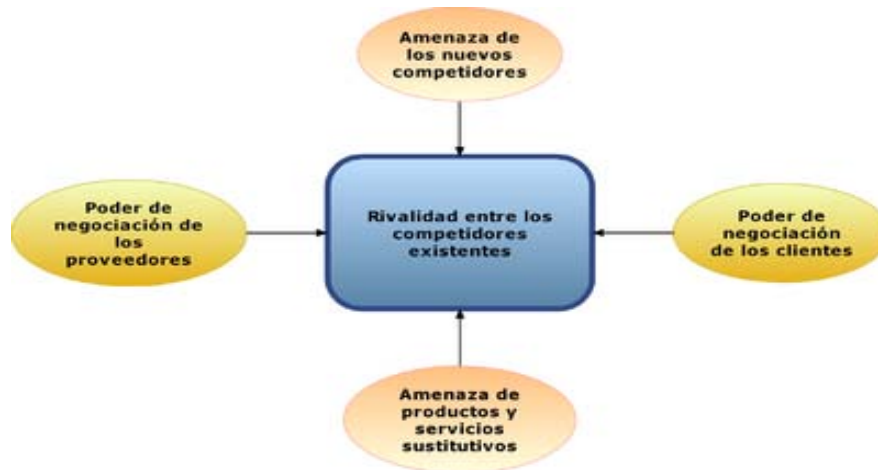 Amenaza de
los nuevos
competidores
Poder de
negociación de
los
proveedores
Rivalidad entre los
competidores
existentes
Poder de
negociación
de los clientes
Amenaza de
productos y
servicios
sustitutivos